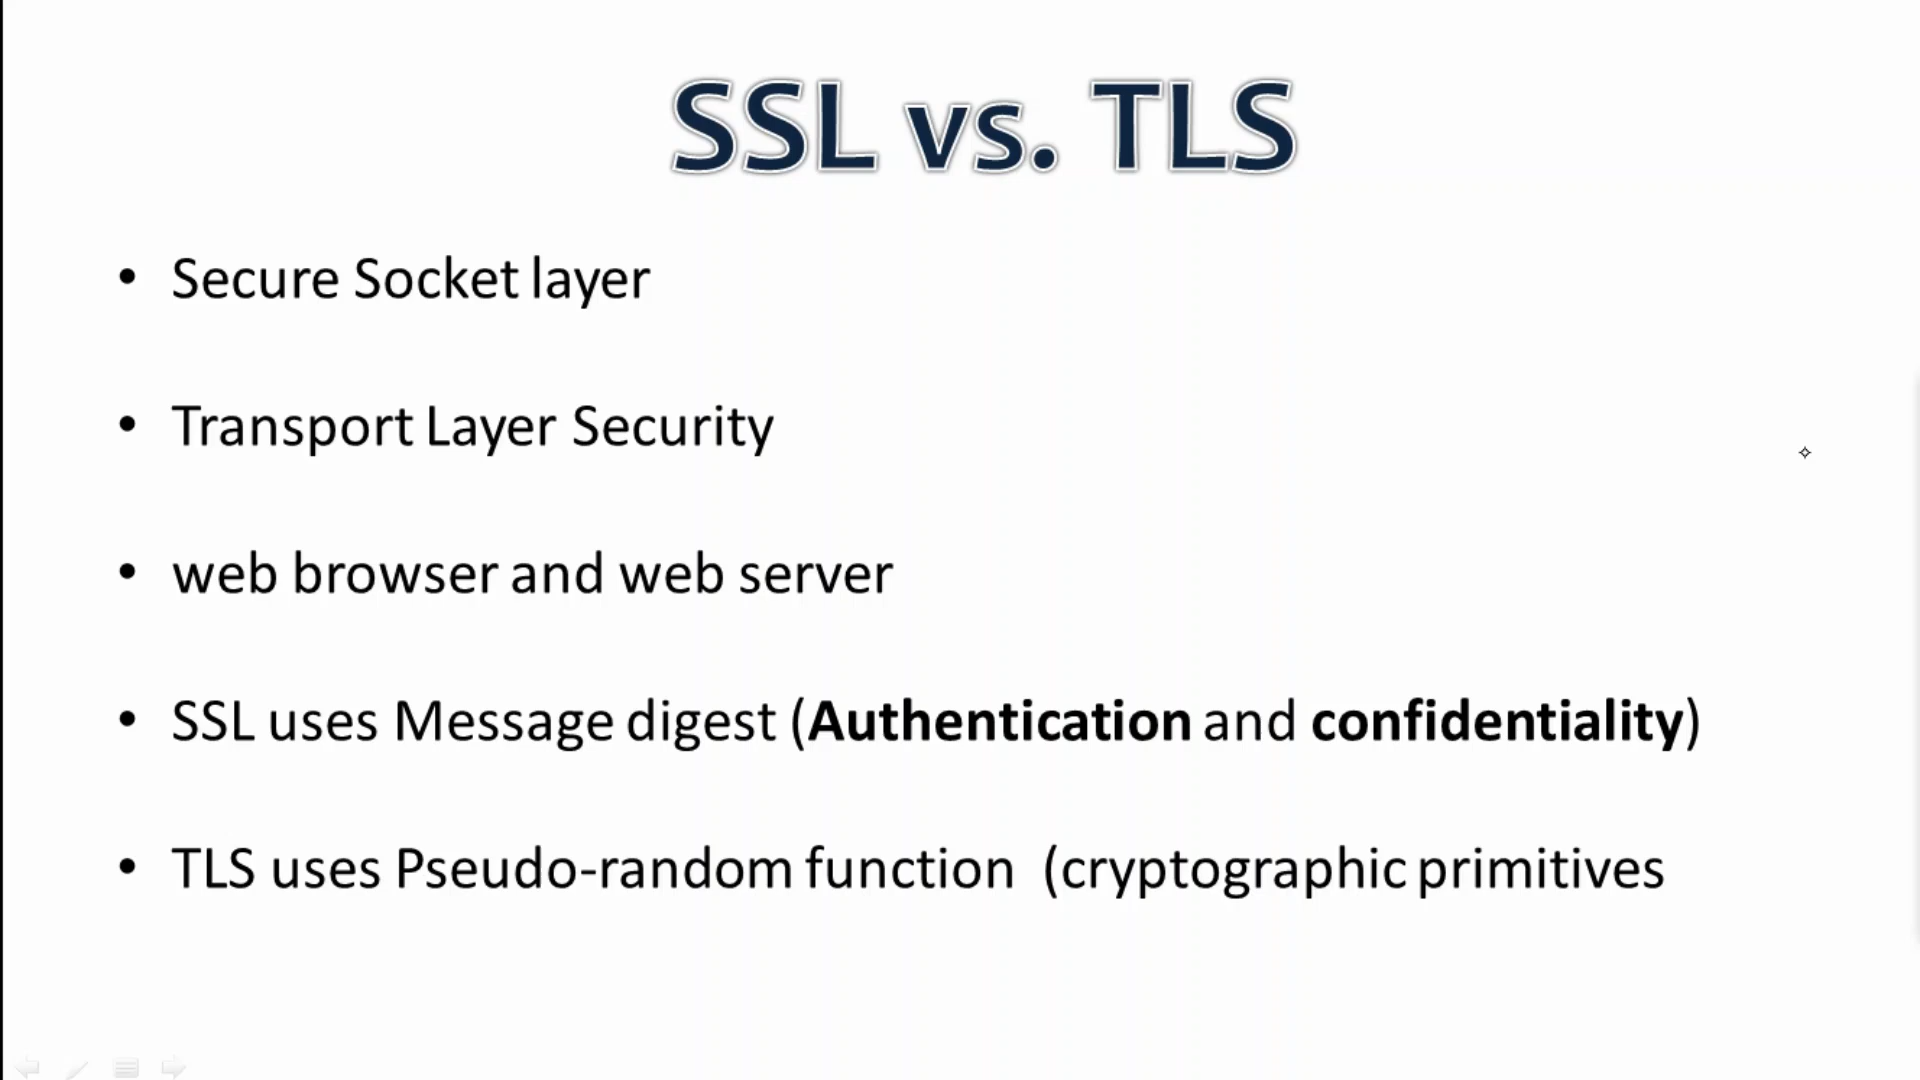 SSL vs. TLS
• Secure Socket layer
• Transport Layer Security
• web browser and web server
• SSL uses Message digest (Authentication and confidentiality)
• TLS uses Pseudo-random function (cryptographic primitives